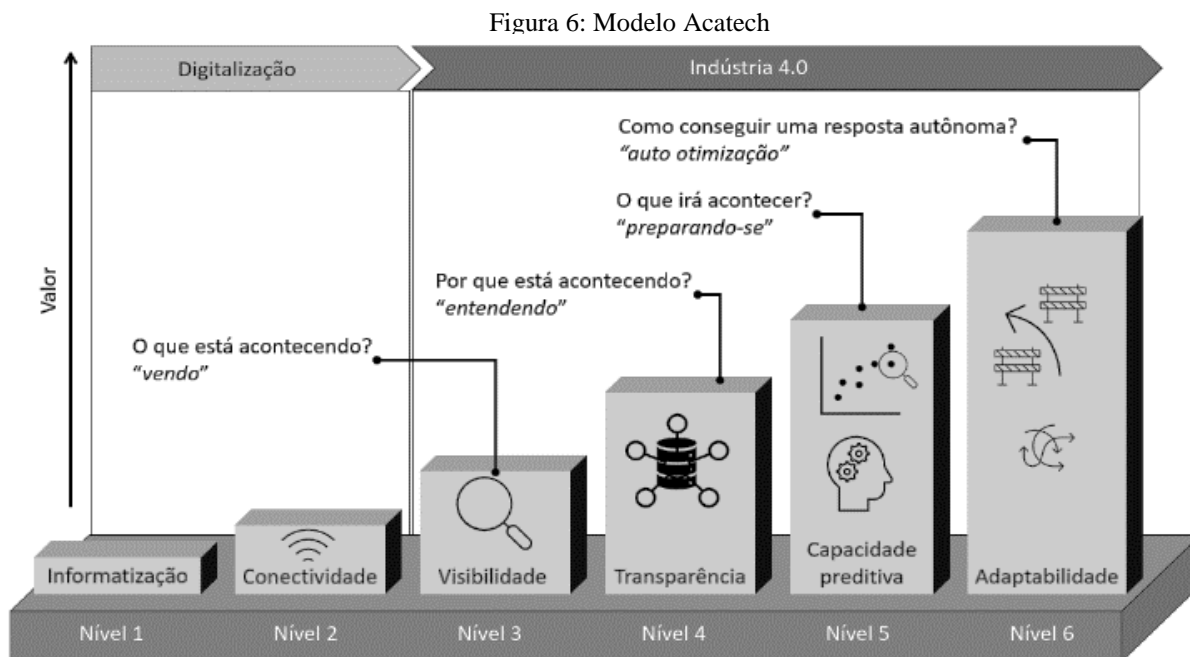 Figura 6: Modelo Acatech
Digitalização
Indústria 4.0
Valor
Como conseguir uma resposta autônoma?
“auto otimização”
O que irá acontecer?
“preparando-se”
Por que está acontecendo?
“entendendo”
O que está acontecendo?
“vendo”
Informatização
Conectividade
Visibilidade
Transparência
Capacidade
preditiva
Adaptabilidade
Nível 1
Nível 2
Nível 3
Nível 4
Nível 5
Nível 6